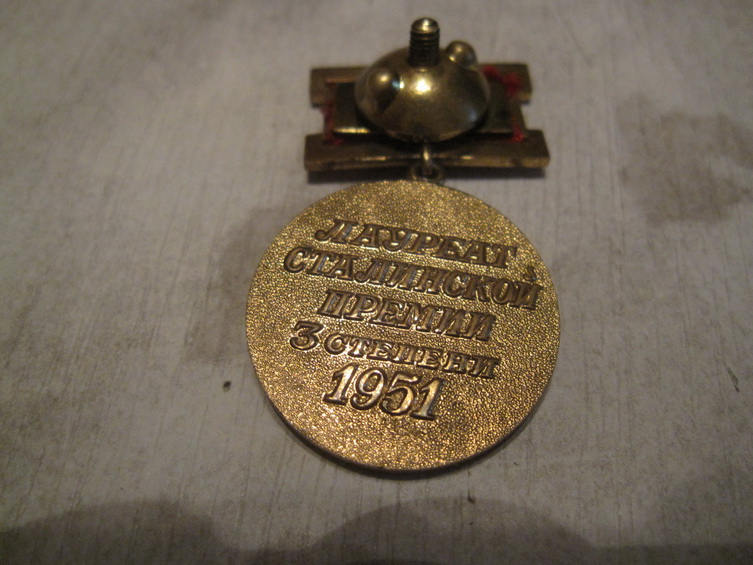 ЛАУРЕАТ
СТАЛИНСКОЙ
ПРЕМИИ
3 СТЕПЕНИ
1951